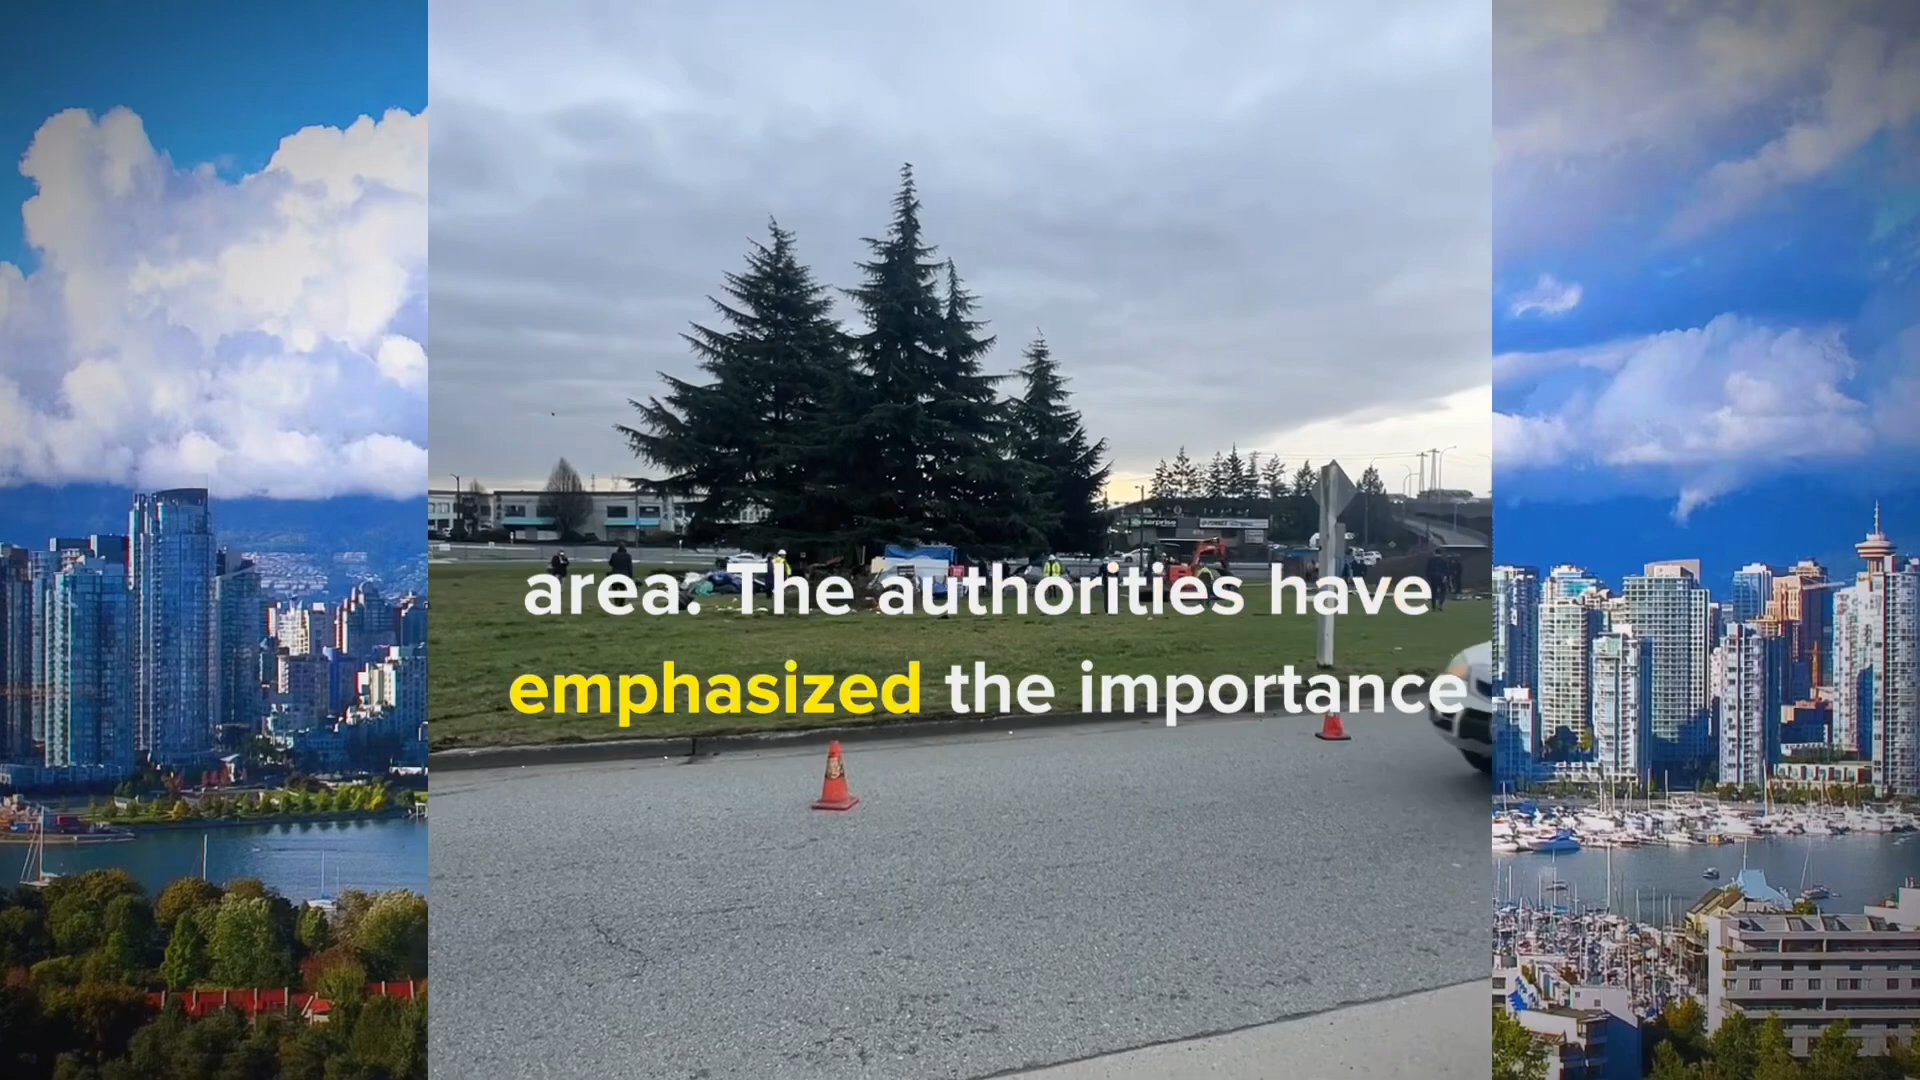 area. The authorities have
emphasized the importance